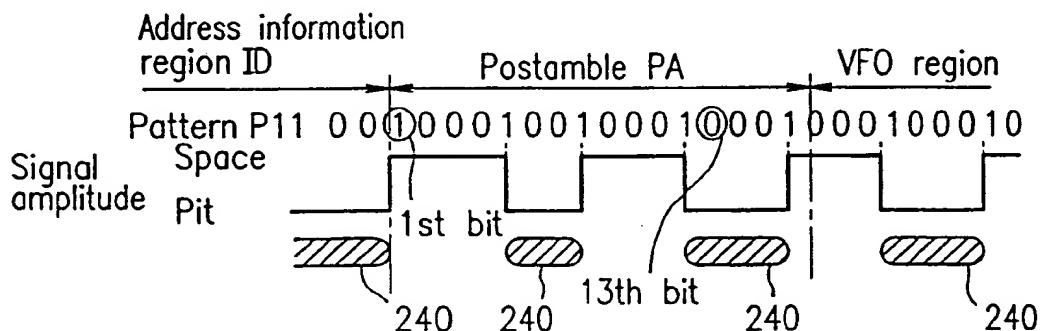 Address information
region ID
Postamble PA
VFO region
Pattern P11 0 0 1 0 0 0 1 0 0 1 0 0 0 1 0 0 0 1 0 0 0 1 0 0 0 1 0
Signal
amplitude
Space
Pit
1st bit
13th bit
240
240
240
240